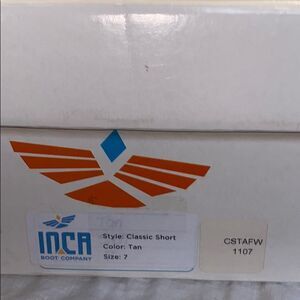 INCA
BOOT COMPANY
Style: Classic Short
Color: Tan
Size: 7
CSTAFW
1107